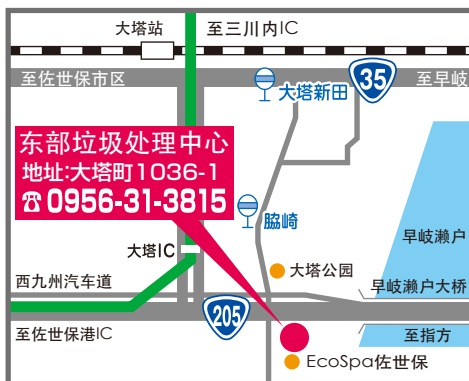 大塔站
至三川内IC
至佐世保市区
35
至早岐
大塔新田
东部垃圾处理中心
地址:大塔町1036-1
☎0956-31-3815
脇崎
早岐濑户
大塔IC
大塔公园
西九州汽车道
早岐濑户大桥
205
至佐世保港IC
至指方
EcoSpa佐世保